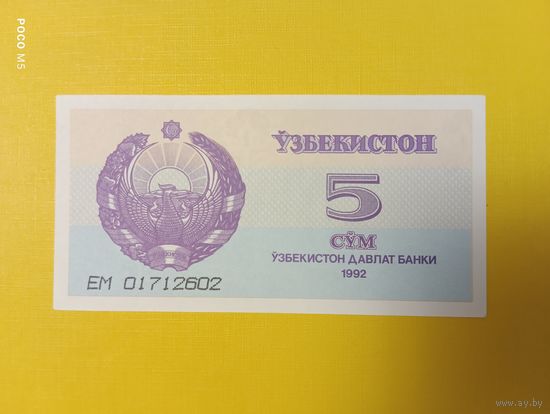 POCO M5
ЎЗБЕКИСТОН
5
СЎМ
ЎЗБЕКИСТОН ДАВЛАТ БАНКИ
1992
ЕМ 01712602
www.ay.by